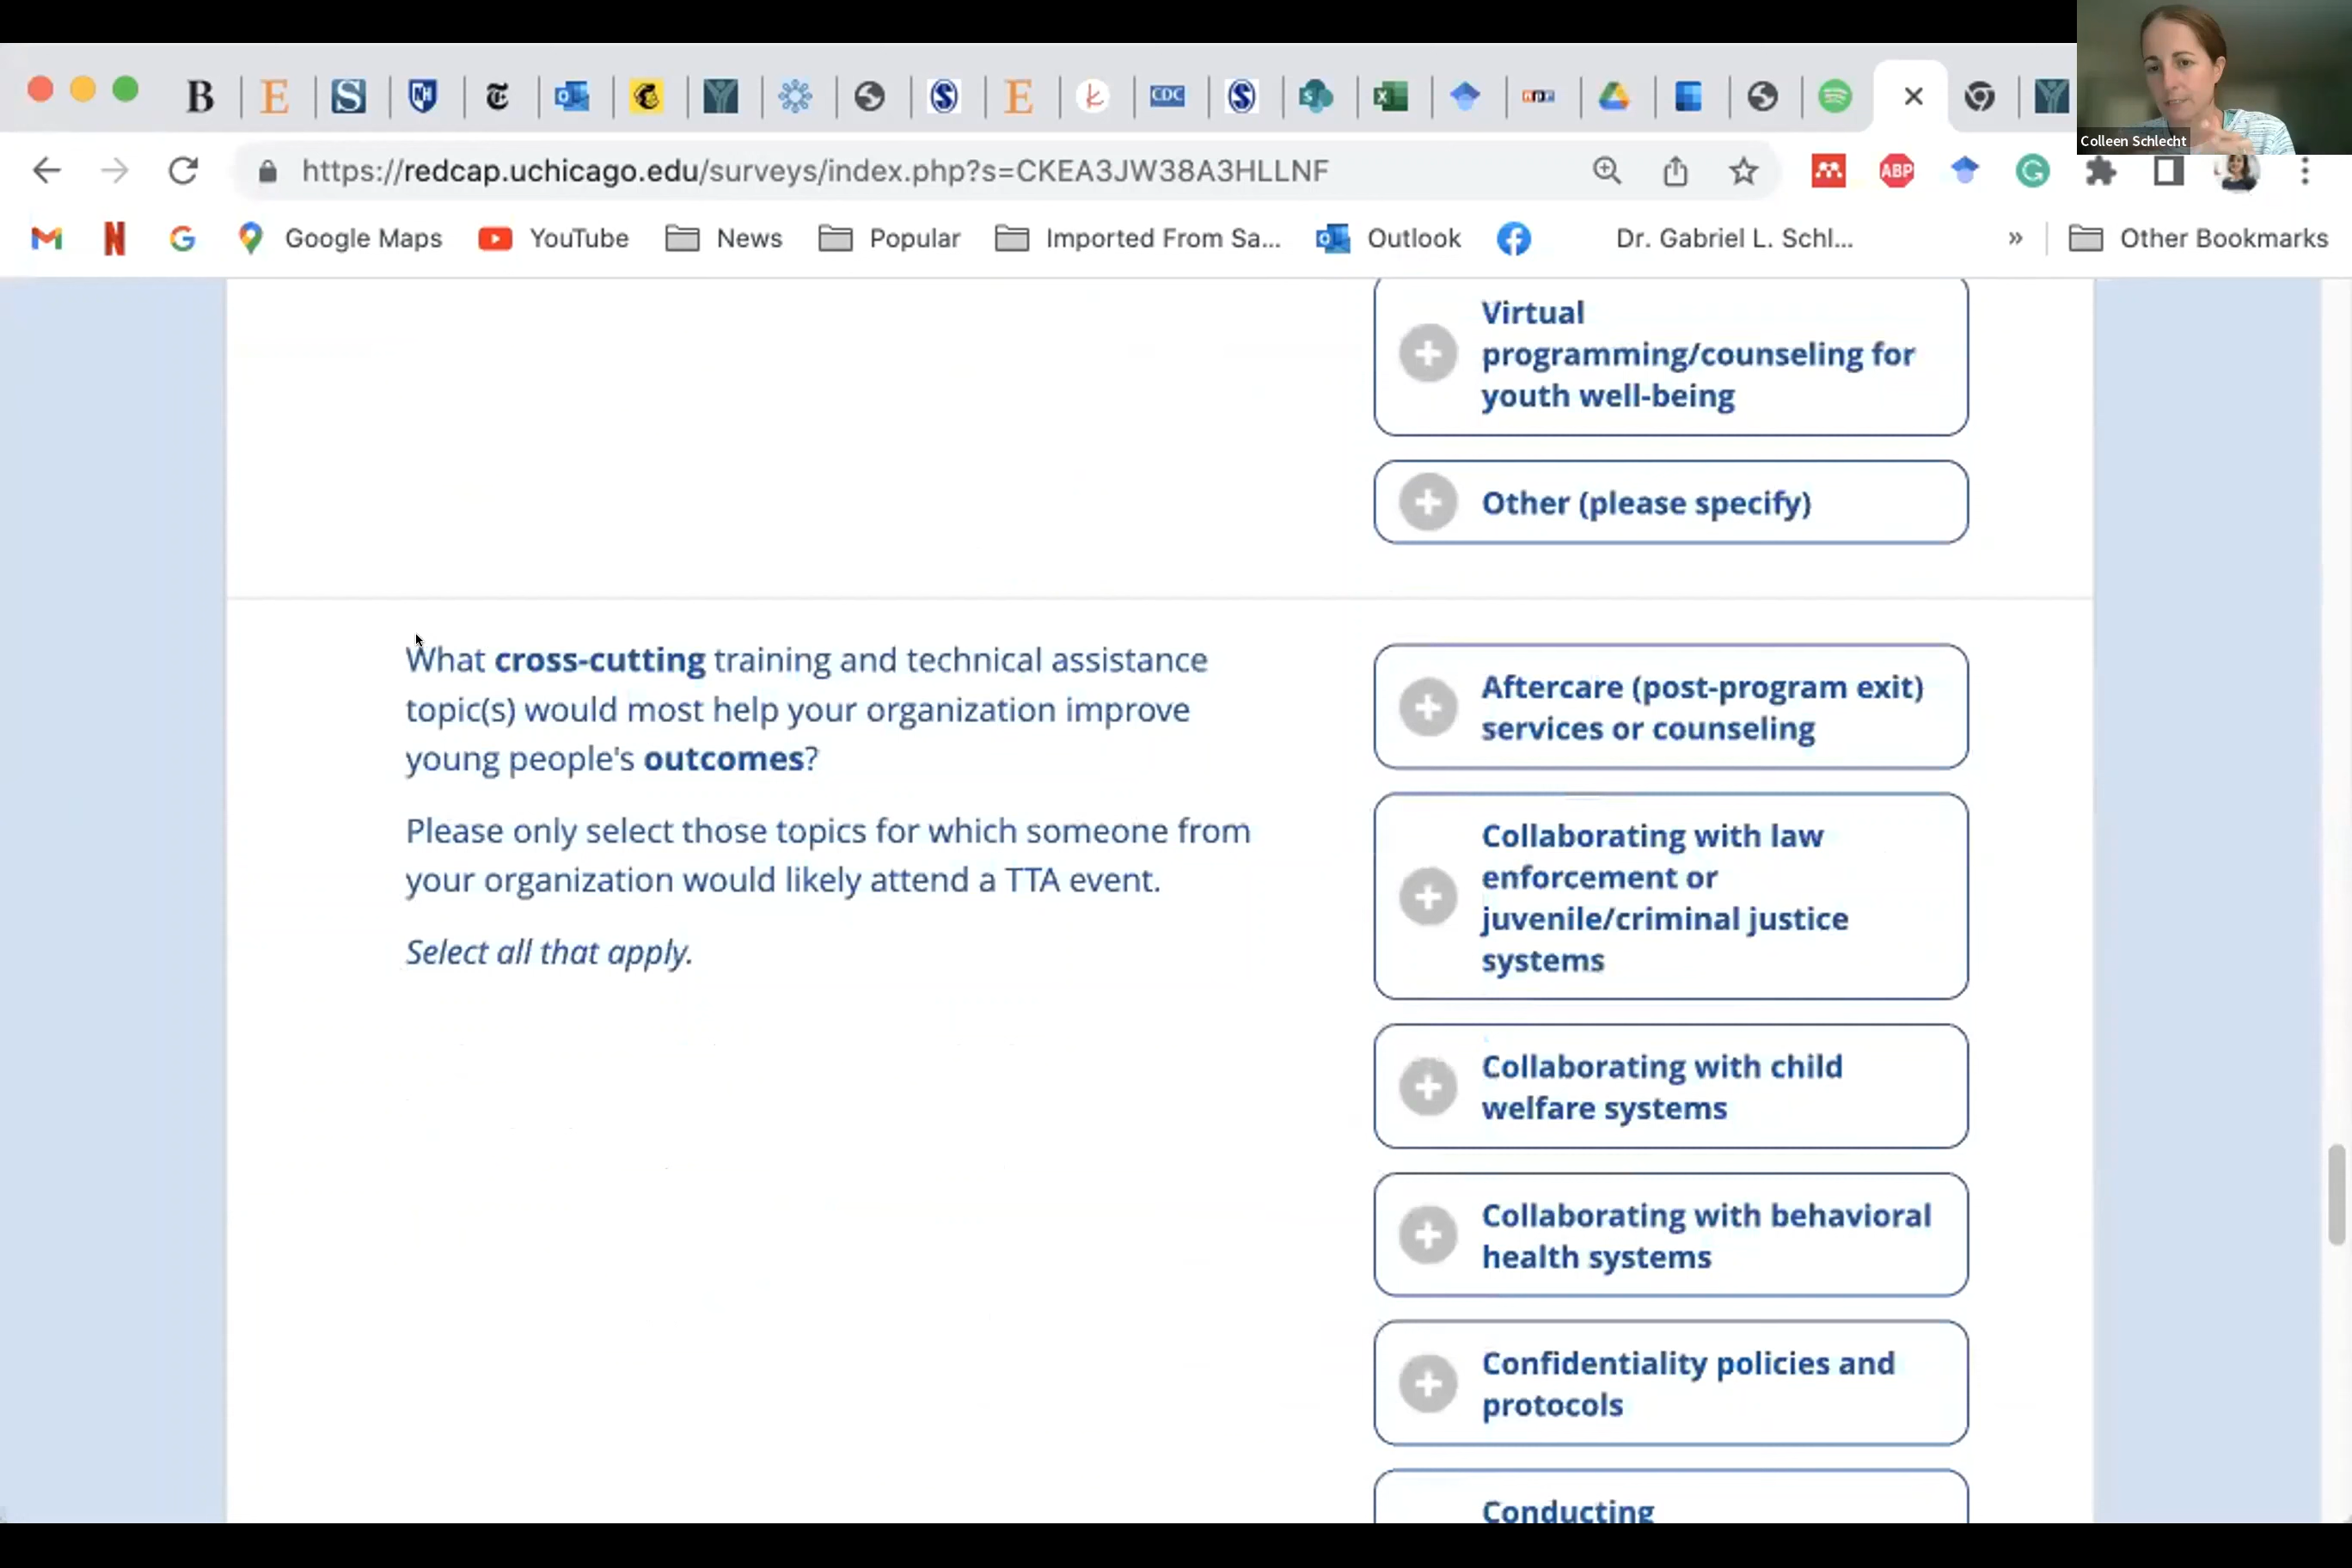 Colleen Schlecht
B E S NH T CDC S E k S X npr
https://redcap.uchicago.edu/surveys/index.php?s=CKEA3JW38A3HLLNF
ABP
Google Maps YouTube News Popular Imported From Sa... Outlook Dr. Gabriel L. Schl... » Other Bookmarks
Virtual
programming/counseling for
youth well-being
Other (please specify)
What cross-cutting training and technical assistance
topic(s) would most help your organization improve
young people's outcomes?
Please only select those topics for which someone from
your organization would likely attend a TTA event.
Select all that apply.
Aftercare (post-program exit)
services or counseling
Collaborating with law
enforcement or
juvenile/criminal justice
systems
Collaborating with child
welfare systems
Collaborating with behavioral
health systems
Confidentiality policies and
protocols
Conducting